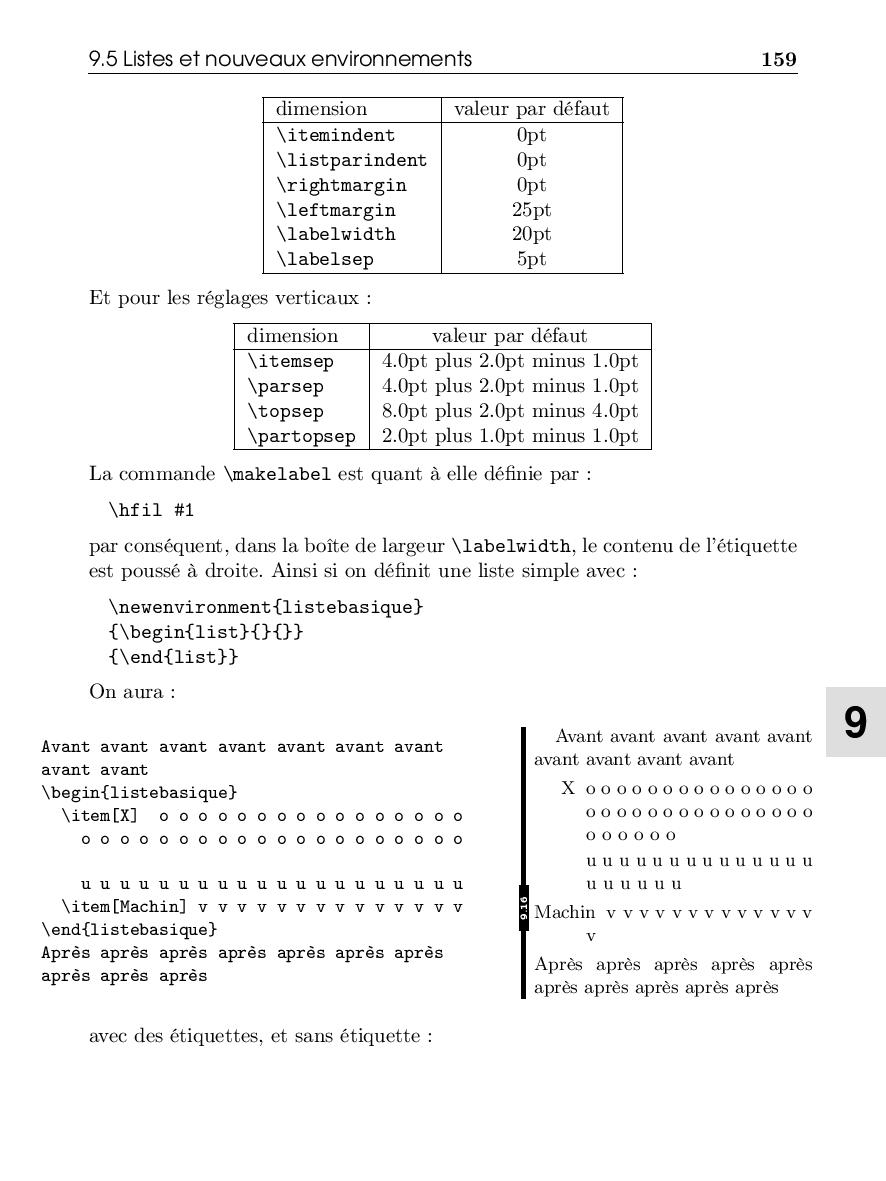 9.5 Listes et nouveaux environnements 159
dimension valeur par défaut
\itemindent 0pt
\listparindent 0pt
\rightmargin 0pt
\leftmargin 25pt
\labelwidth 20pt
\labelsep 5pt
Et pour les réglages verticaux :
dimension valeur par défaut
\itemsep 4.0pt plus 2.0pt minus 1.0pt
\parsep 4.0pt plus 2.0pt minus 1.0pt
\topsep 8.0pt plus 2.0pt minus 4.0pt
\partopsep 2.0pt plus 1.0pt minus 1.0pt
La commande \makelabel est quant à elle définie par :
\hfil #1
par conséquent, dans la boîte de largeur \labelwidth, le contenu de l'étiquette
est poussé à droite. Ainsi si on définit une liste simple avec :
\newenvironment{listebasique}
{\begin{list}{}{}}
{\end{list}}
On aura :
9
Avant avant avant avant avant avant avant
avant avant
\begin{listebasique}
\item[X] o o o o o o o o o o o o o o o o
o o o o o o o o o o o o o o o o o o o o
u u u u u u u u u u u u u u u u u u u u
\item[Machin] v v v v v v v v v v v v v v
\end{listebasique}
Après après après après après après après
après après après
9.16
Avant avant avant avant avant
avant avant avant avant
X o o o o o o o o o o o o o o o
o o o o o o o o o o o o o o o
o o o o o o
u u u u u u u u u u u u u u
u u u u u u
Machin v v v v v v v v v v v v v
v
Après après après après après
après après après après après
avec des étiquettes, et sans étiquette :